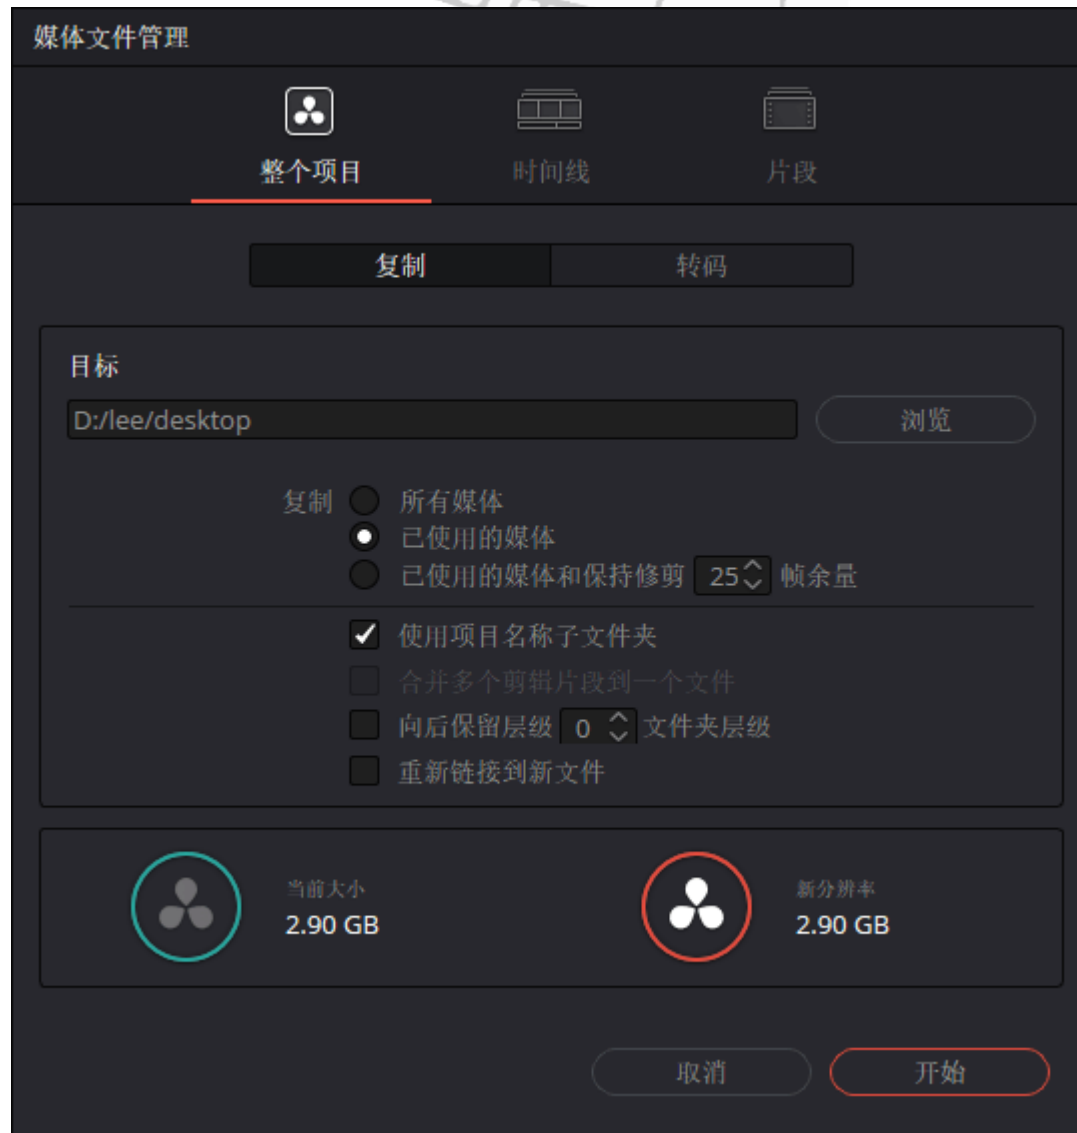 媒体文件管理
整个项目 时间线 片段
复制 转码
目标
D:/lee/desktop 浏览
复制 所有媒体
已使用的媒体
已使用的媒体和保持修剪 25 帧余量
使用项目名称子文件夹
合并多个剪辑片段到一个文件
向后保留层级 0 文件夹层级
重新链接到新文件
当前大小 新分辨率
2.90 GB 2.90 GB
取消 开始